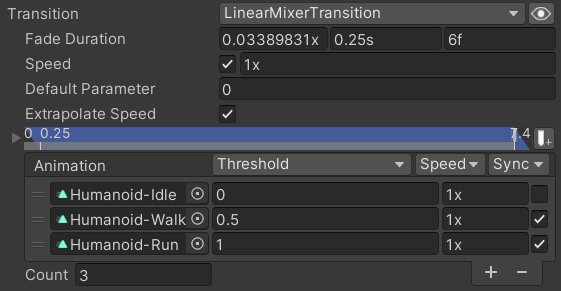 Transition LinearMixerTransition
Fade Duration 0.03389831x 0.25s 6f
Speed 1x
Default Parameter 0
Extrapolate Speed
0 0.25 7.4
Animation Threshold Speed Sync
Humanoid-Idle 0 1x
Humanoid-Walk 0.5 1x
Humanoid-Run 1 1x
Count 3